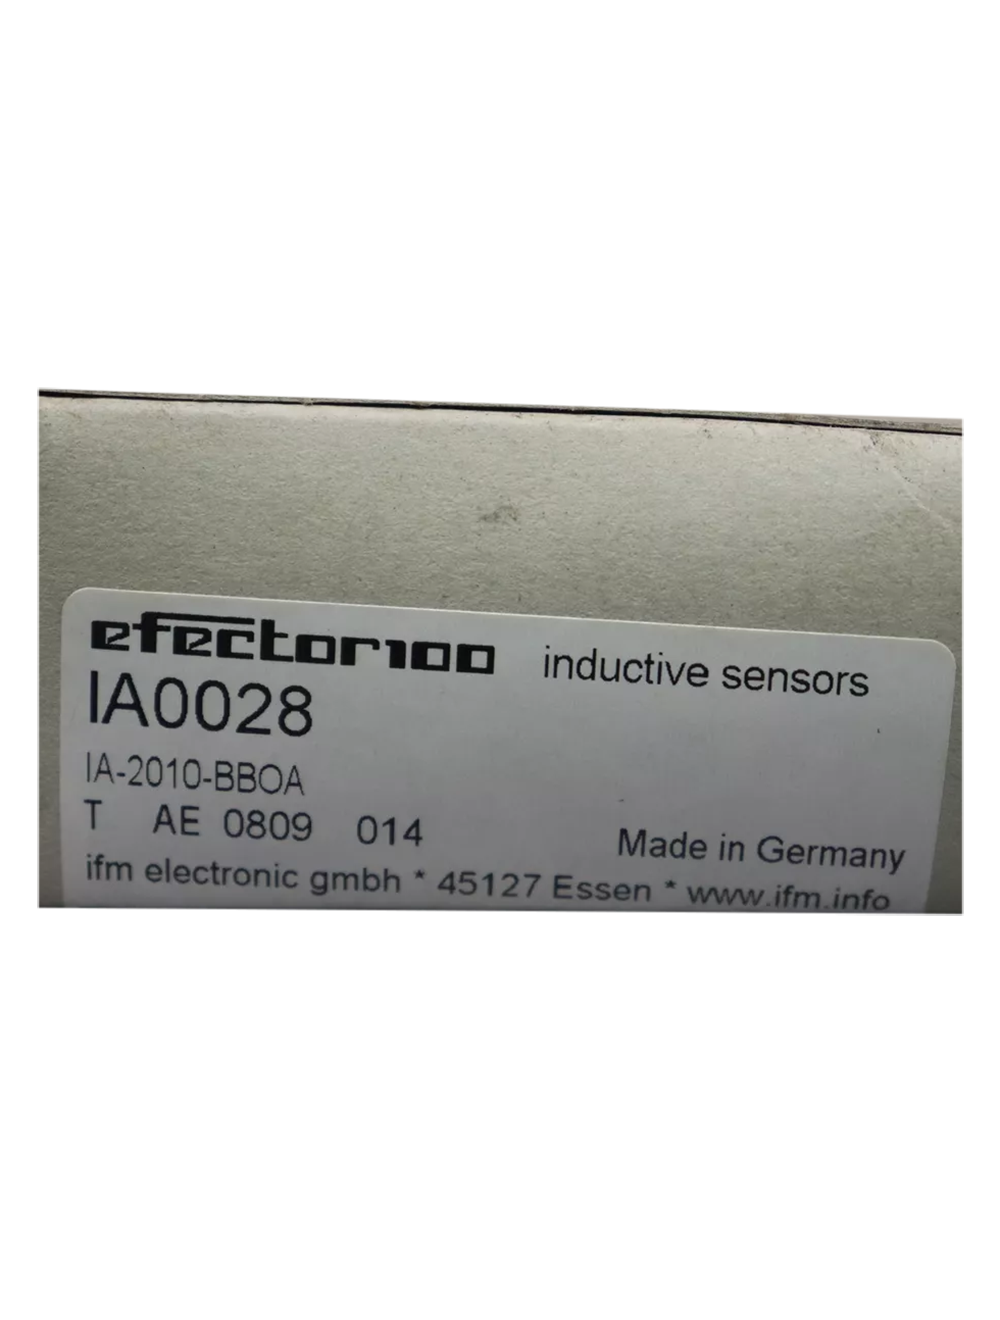 efector100 inductive sensors
IA0028
IA-2010-BBOA
T AE 0809 014 Made in Germany
ifm electronic gmbh * 45127 Essen * www.ifm.info